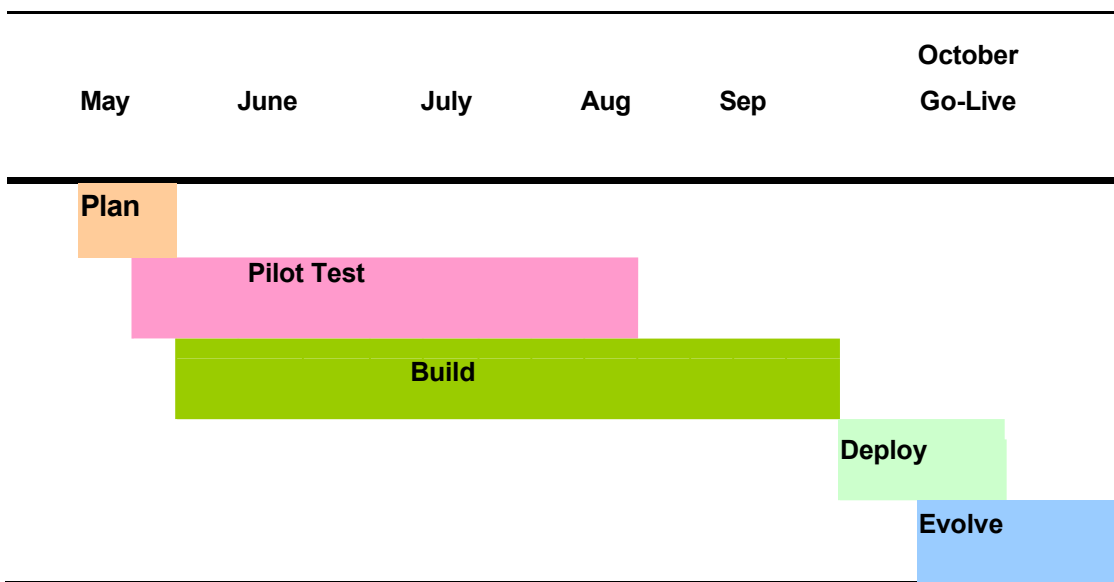 October
May June July Aug Sep Go-Live
Plan
Pilot Test
Build
Deploy
Evolve